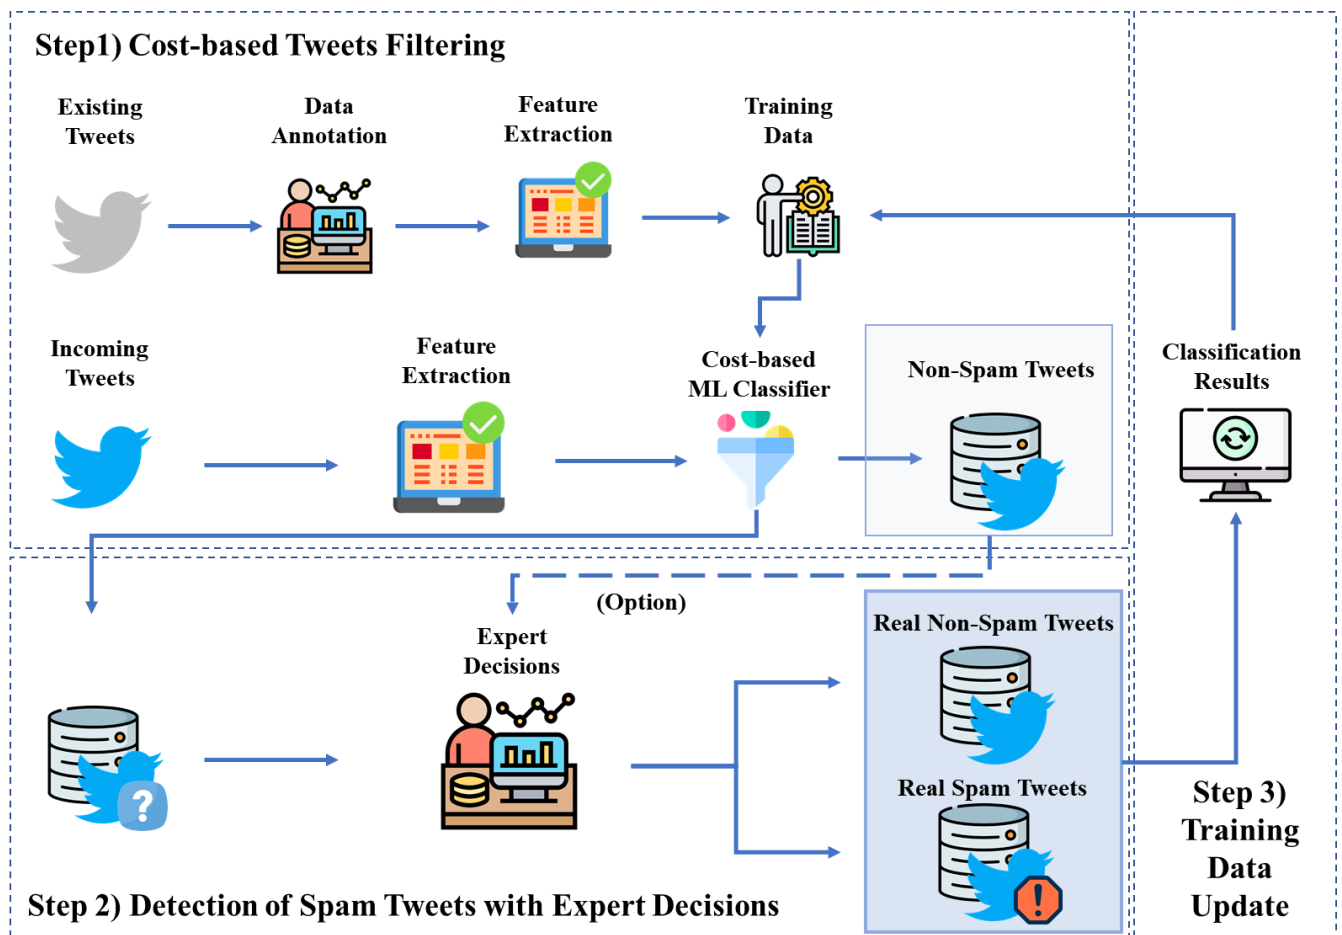 Step1) Cost-based Tweets Filtering
Existing
Tweets
Data
Annotation
Feature
Extraction
Training
Data
Incoming
Tweets
Feature
Extraction
Cost-based
ML Classifier
Non-Spam Tweets
Classification
Results
(Option)
Expert
Decisions
Real Non-Spam Tweets
?
Real Spam Tweets
!
Step 2) Detection of Spam Tweets with Expert Decisions
Step 3)
Training
Data
Update